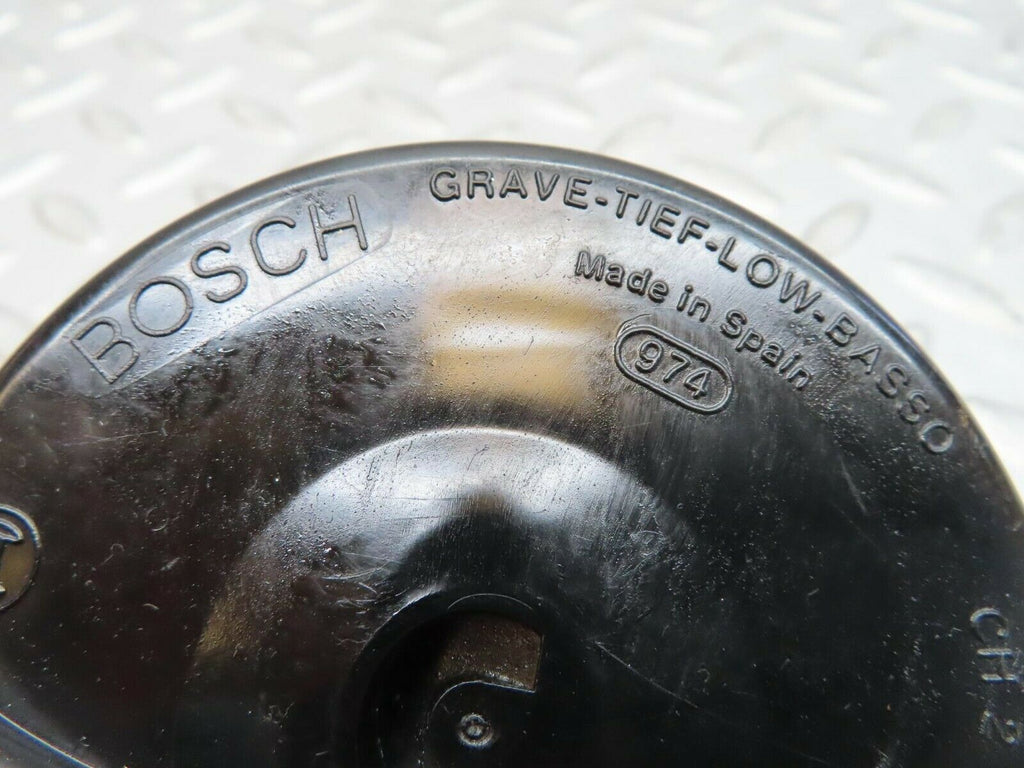 BOSCH
GRAVE-TIEF-LOW-BASSO
Made in Spain
974